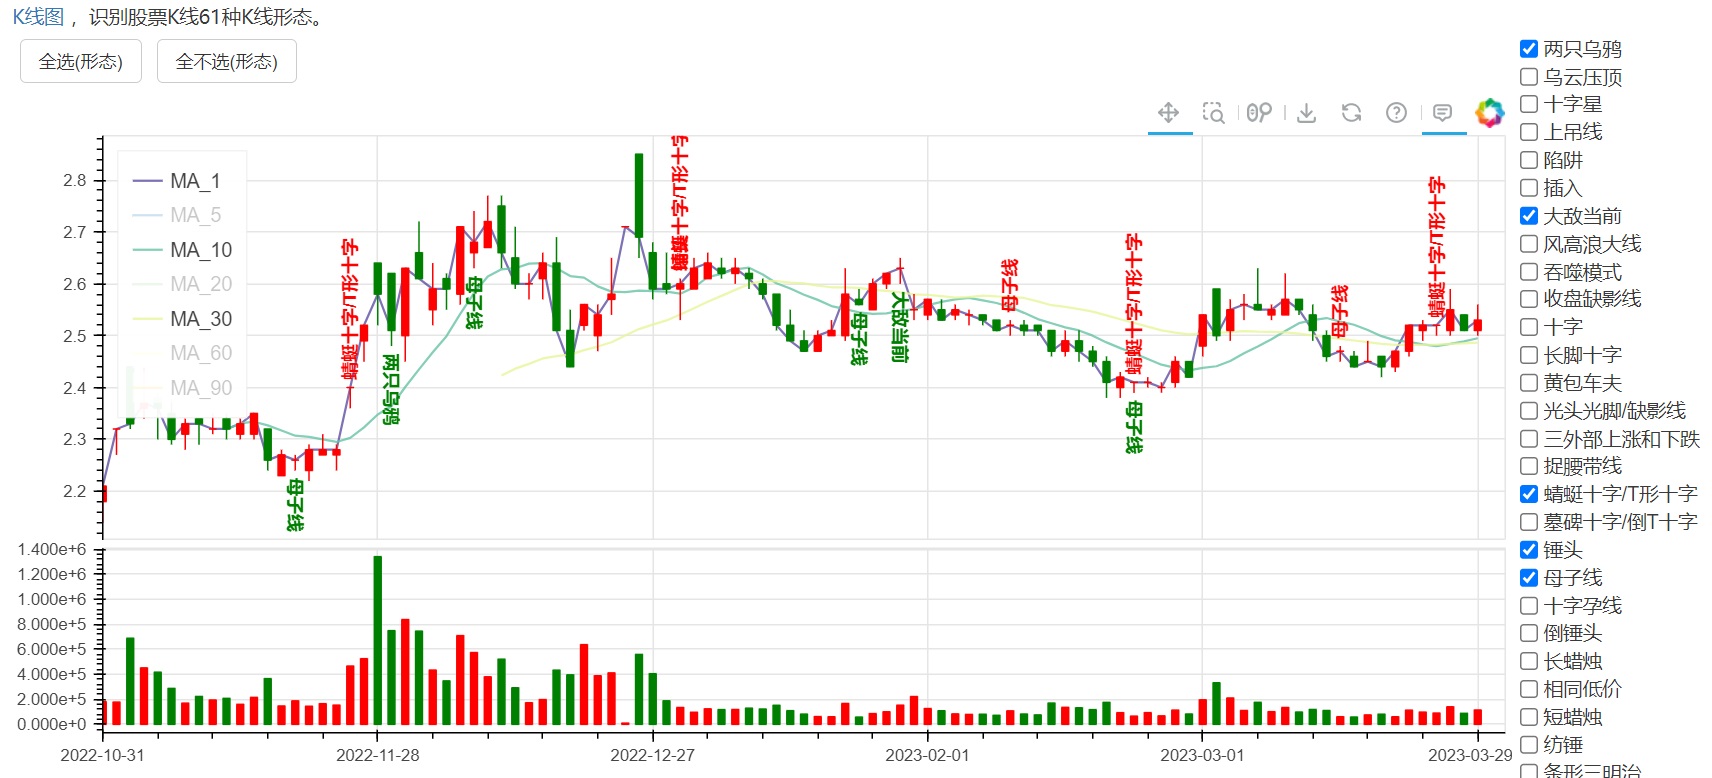 K线图 ，识别股票K线61种K线形态。
全选(形态)
全不选(形态)
MA_1
MA_5
MA_10
MA_20
MA_30
MA_60
MA_90
2.8
2.7
2.6
2.5
2.4
2.3
2.2
母子线
蜻蜓十字/T形十字
两只乌鸦
母子线
蜻蜓十字/T形十字
母子线
大敌当前
母子线
蜻蜓十字/T形十字
母子线
母子线
蜻蜓十字/T形十字
1.400e+6
1.200e+6
1.000e+6
8.000e+5
6.000e+5
4.000e+5
2.000e+5
0.000e+0
2022-10-31
2022-11-28
2022-12-27
2023-02-01
2023-03-01
2023-03-29
两只乌鸦
乌云压顶
十字星
上吊线
陷阱
插入
大敌当前
风高浪大线
吞噬模式
收盘缺影线
十字
长脚十字
黄包车夫
光头光脚/缺影线
三外部上涨和下跌
捉腰带线
蜻蜓十字/T形十字
墓碑十字/倒T十字
锤头
母子线
十字孕线
倒锤头
长蜡烛
相同低价
短蜡烛
纺锤
条形三明治